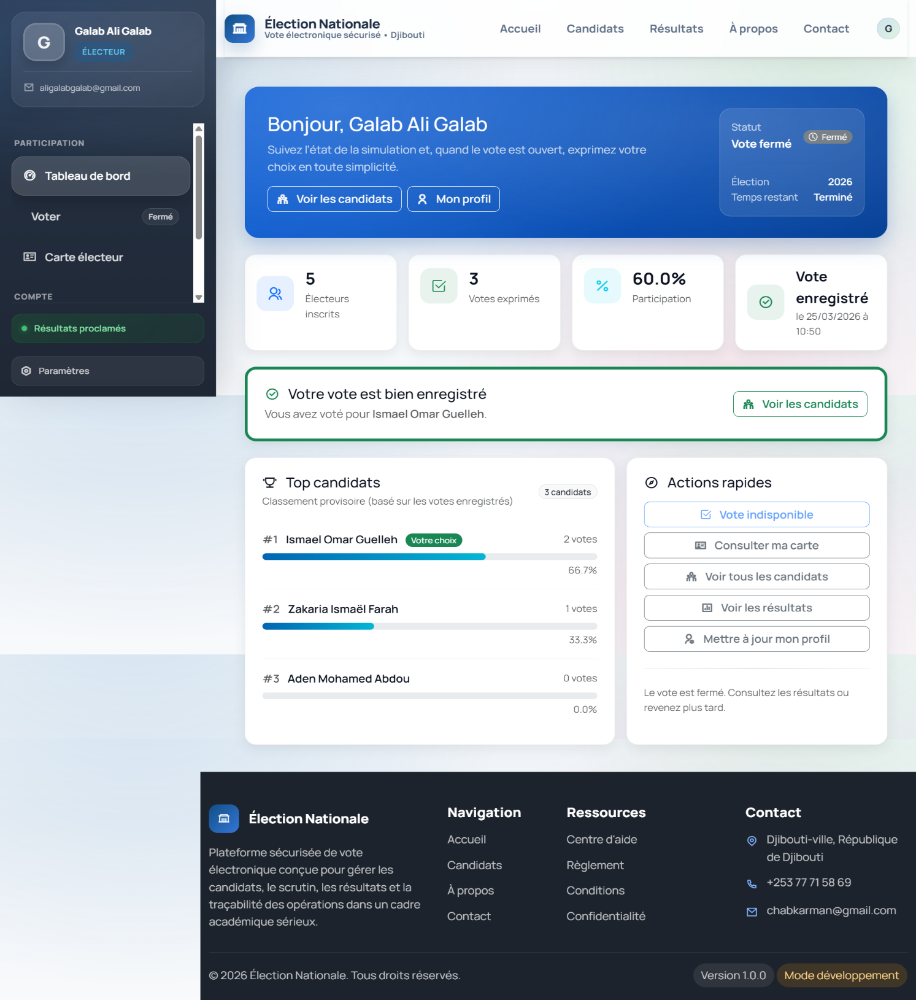 G
Galab Ali Galab
ÉLECTEUR
aligalabgalab@gmail.com
PARTICIPATION
Tableau de bord
Voter
Fermé
Carte électeur
COMPTE
Résultats proclamés
Paramètres
Élection Nationale
Vote électronique sécurisé • Djibouti
Accueil
Candidats
Résultats
À propos
Contact
G
Bonjour, Galab Ali Galab
Suivez l'état de la simulation et, quand le vote est ouvert, exprimez votre
choix en toute simplicité.
Voir les candidats
Mon profil
Statut
Vote fermé
Fermé
Élection 2026
Temps restant Terminé
5
Électeurs
inscrits
3
Votes exprimés
60.0%
Participation
Vote
enregistré
le 25/03/2026 à
10:50
Votre vote est bien enregistré
Vous avez voté pour Ismael Omar Guelleh.
Voir les candidats
Top candidats
Classement provisoire (basé sur les votes enregistrés)
3 candidats
#1 Ismael Omar Guelleh Votre choix 2 votes
66.7%
#2 Zakaria Ismaël Farah 1 votes
33.3%
#3 Aden Mohamed Abdou 0 votes
0.0%
Actions rapides
Vote indisponible
Consulter ma carte
Voir tous les candidats
Voir les résultats
Mettre à jour mon profil
Le vote est fermé. Consultez les résultats ou
revenez plus tard.
Élection Nationale
Plateforme sécurisée de vote
électronique conçue pour gérer les
candidats, le scrutin, les résultats et la
traçabilité des opérations dans un cadre
académique sérieux.
Navigation
Accueil
Candidats
À propos
Contact
Ressources
Centre d'aide
Règlement
Conditions
Confidentialité
Contact
Djibouti-ville, République
de Djibouti
+253 77 71 58 69
chabkarman@gmail.com
© 2026 Élection Nationale. Tous droits réservés.
Version 1.0.0
Mode développement